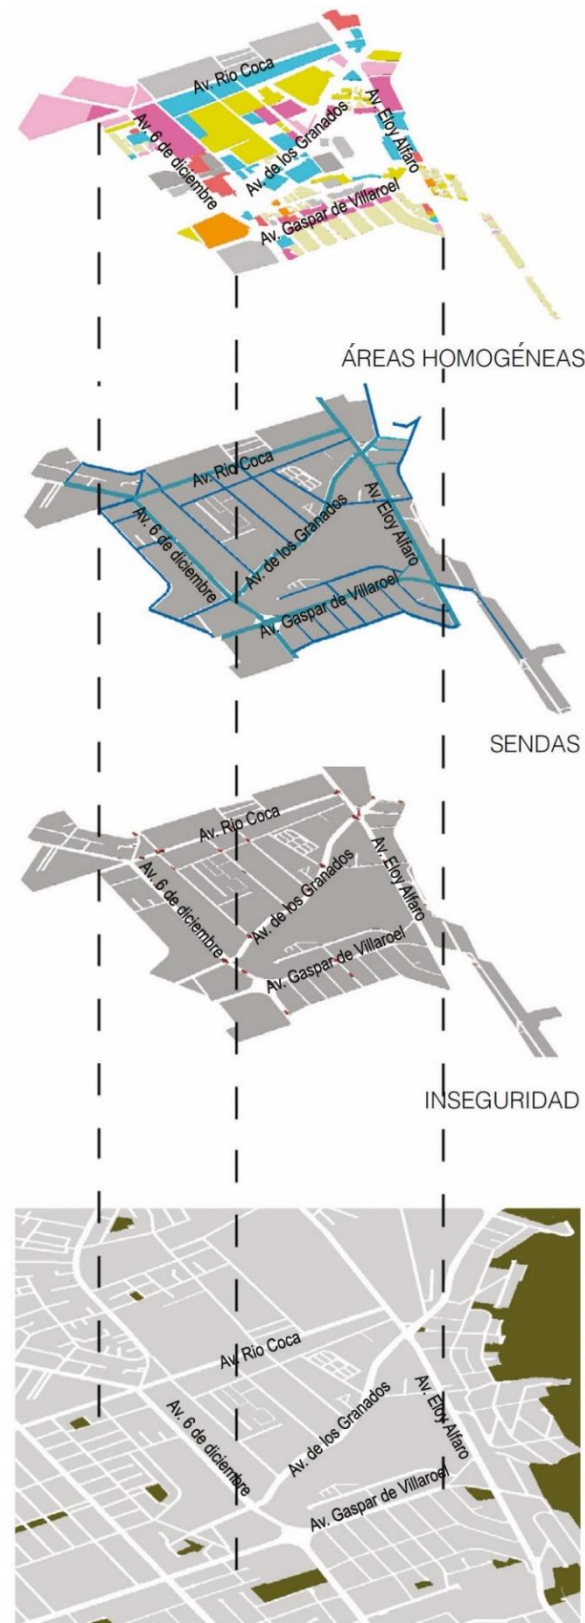 Av. Rio Coca
Av. 6 de diciembre
Av. de los Granados
Av. Eloy Alfaro
Av. Gaspar de Villaroel
ÁREAS HOMOGÉNEAS
Av. Rio Coca
Av. 6 de diciembre
Av. de los Granados
Av. Eloy Alfaro
Av. Gaspar de Villaroel
SENDAS
Av. Rio Coca
Av. 6 de diciembre
Av. de los Granados
Av. Eloy Alfaro
Av. Gaspar de Villaroel
INSEGURIDAD
Av. Rio Coca
Av. 6 de diciembre
Av. de los Granados
Av. Eloy Alfaro
Av. Gaspar de Villaroel